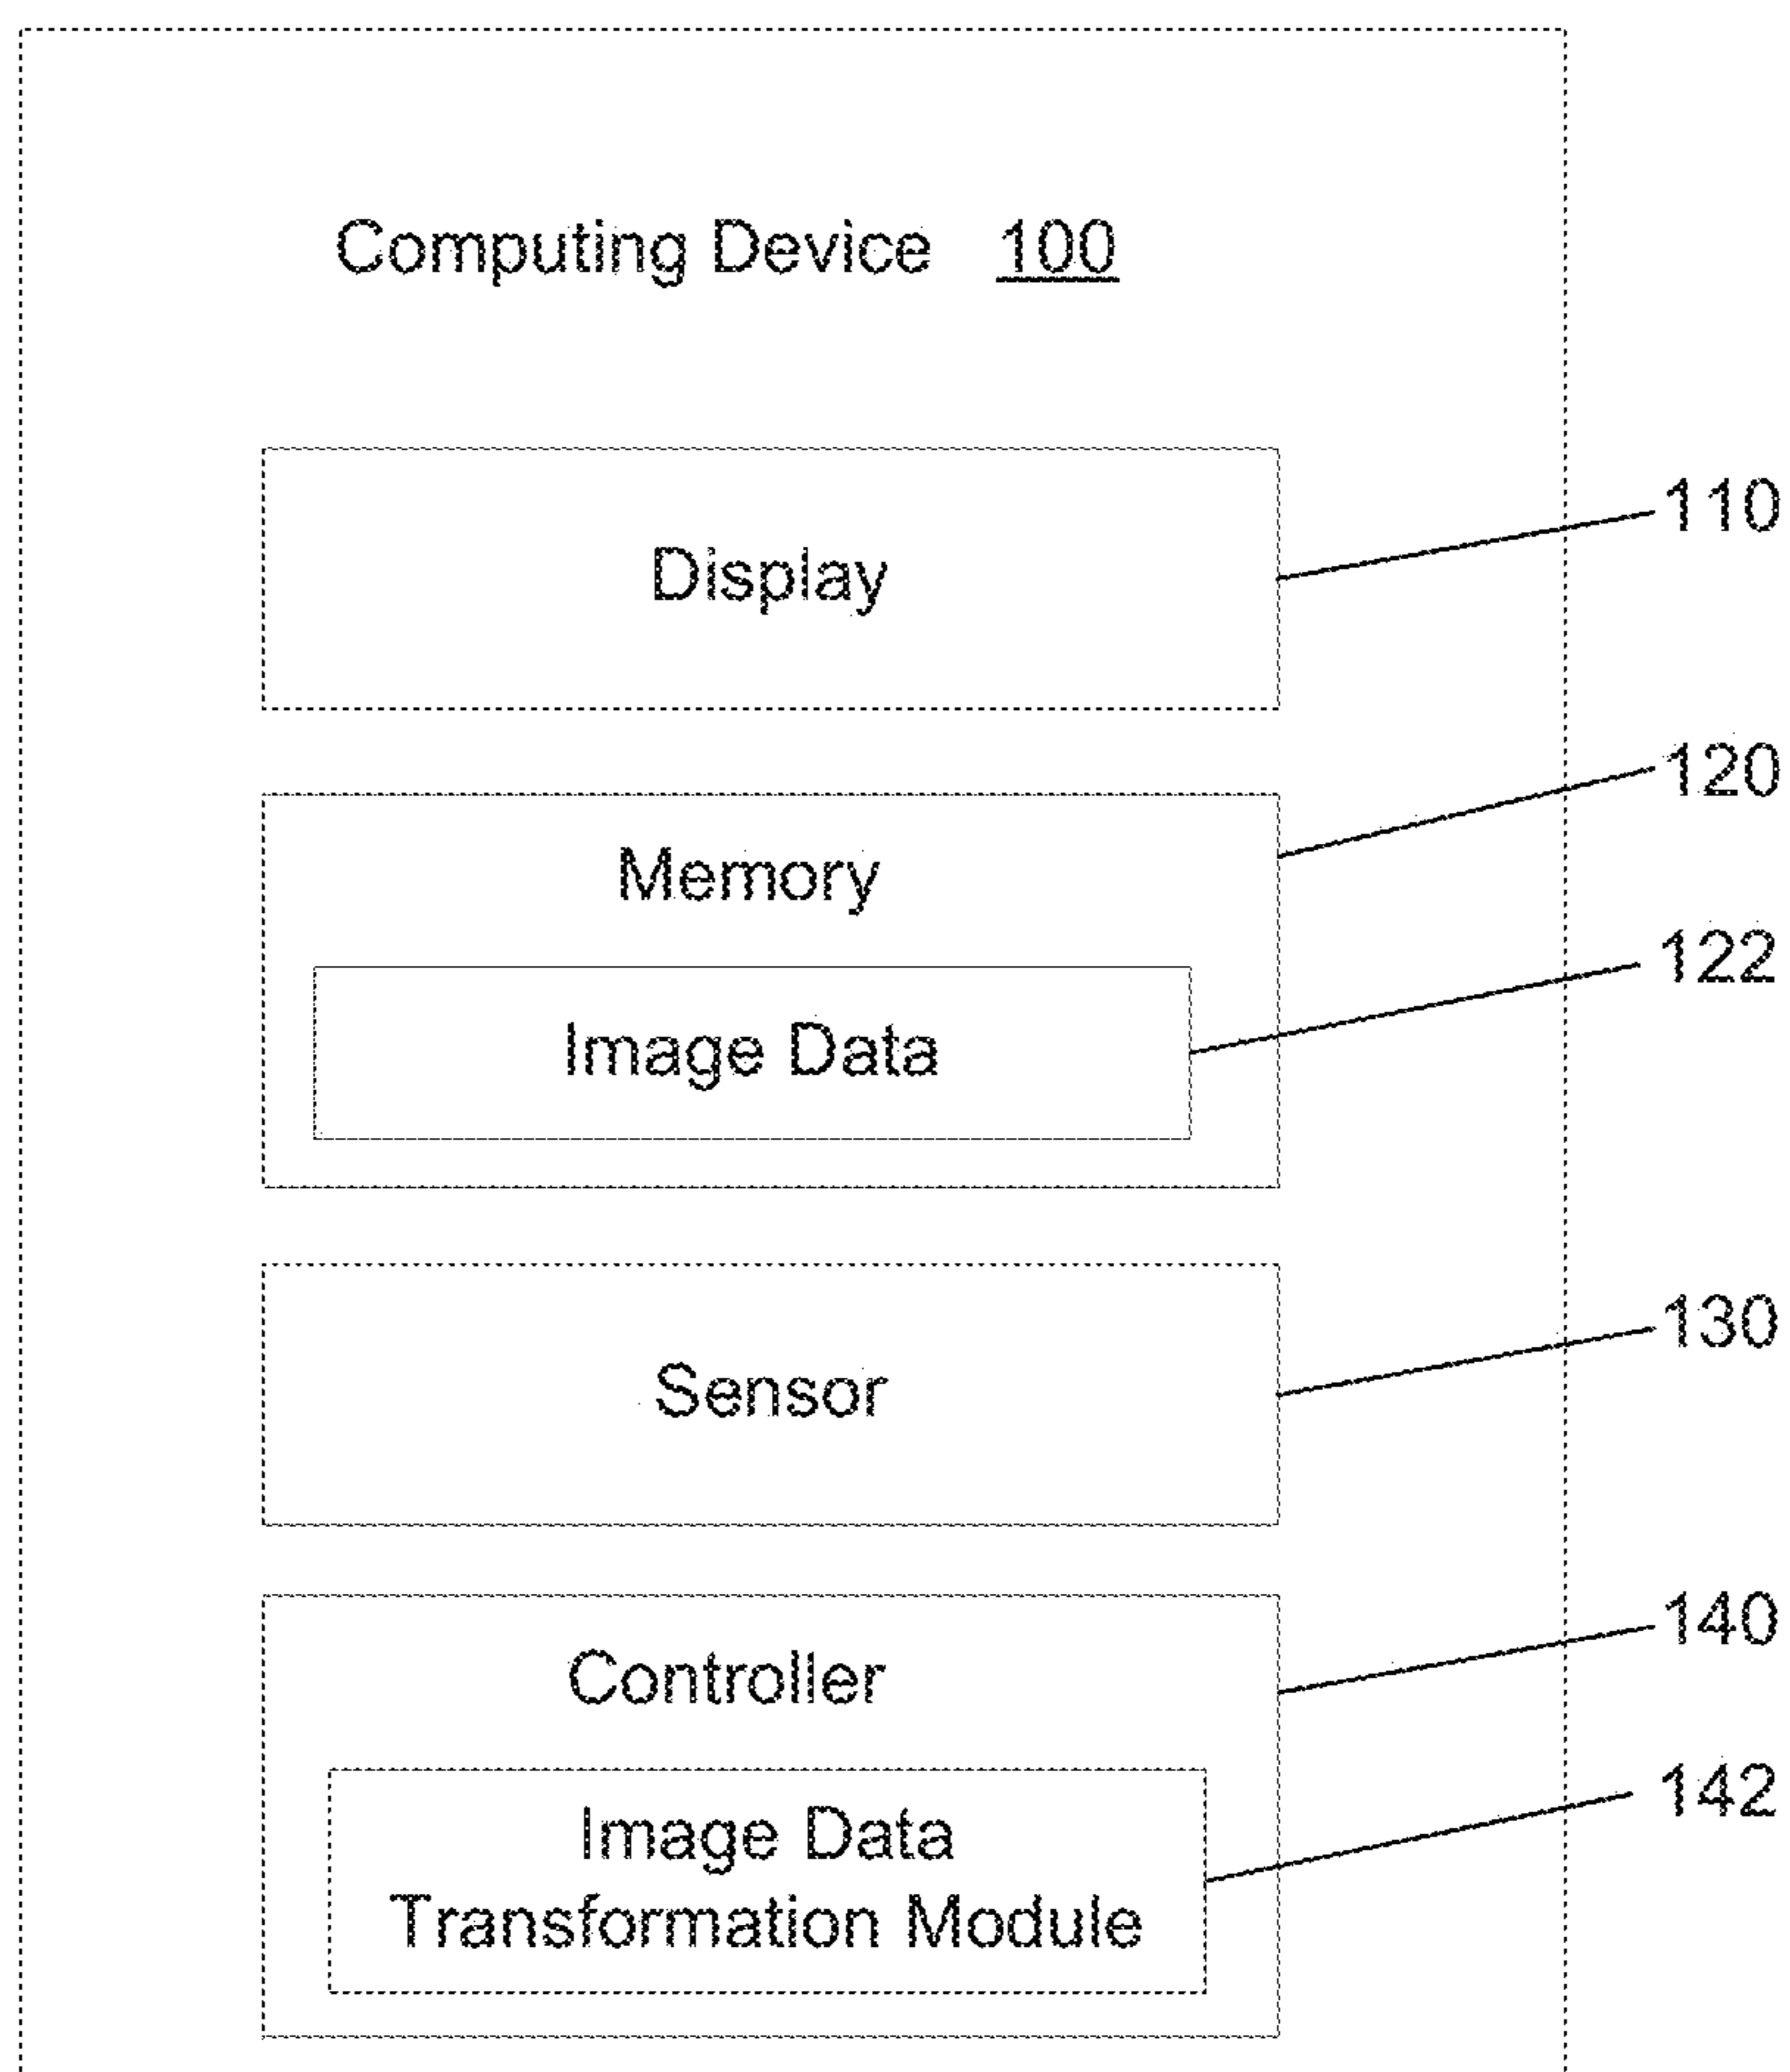 Computing Device 100
Display
110
Memory
120
Image Data
122
Sensor
130
Controller
140
Image Data
Transformation Module
142